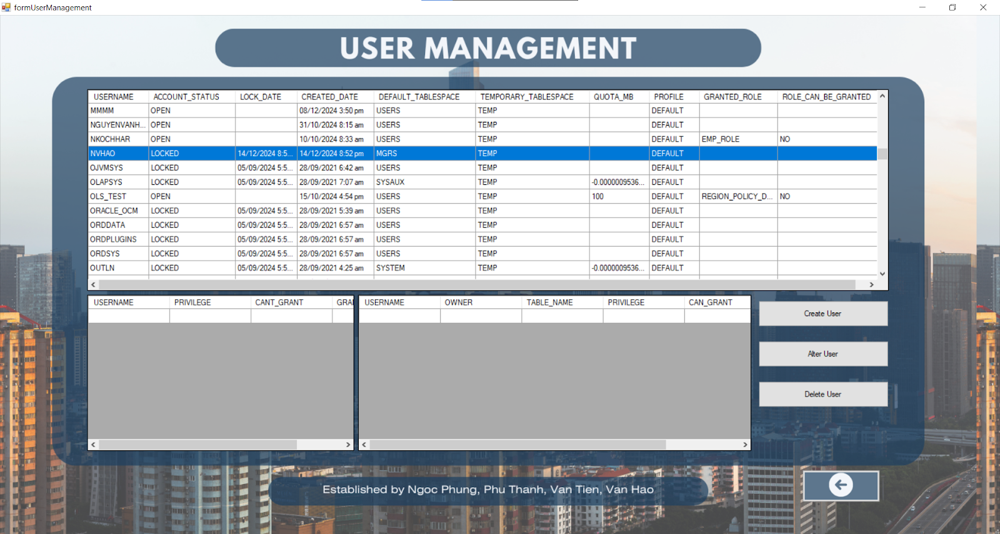 formUserManagement
USER MANAGEMENT
USERNAME ACCOUNT_STATUS LOCK_DATE CREATED_DATE DEFAULT_TABLESPACE TEMPORARY_TABLESPACE QUOTA_MB PROFILE GRANTED_ROLE ROLE_CAN_BE_GRANTED
MMMM OPEN 08/12/2024 3:50 pm USERS TEMP DEFAULT
NGUYENVANH... OPEN 31/10/2024 8:15 am USERS TEMP DEFAULT
NKOCHHAR OPEN 10/10/2024 8:33 am USERS TEMP DEFAULT EMP_ROLE NO
NVHAO LOCKED 14/12/2024 8:5... 14/12/2024 8:52 pm MGRS TEMP DEFAULT
OJVMSYS LOCKED 05/09/2024 5:5... 28/09/2021 6:42 am USERS TEMP DEFAULT
OLAPSYS LOCKED 05/09/2024 5:5... 28/09/2021 7:07 am SYSAUX TEMP -0.0000009536... DEFAULT
OLS_TEST OPEN 15/10/2024 4:54 pm USERS TEMP 100 DEFAULT REGION_POLICY_D... NO
ORACLE_OCM LOCKED 05/09/2024 5:5... 28/09/2021 5:39 am USERS TEMP DEFAULT
ORDDATA LOCKED 05/09/2024 5:5... 28/09/2021 6:57 am USERS TEMP DEFAULT
ORDPLUGINS LOCKED 05/09/2024 5:5... 28/09/2021 6:57 am USERS TEMP DEFAULT
ORDSYS LOCKED 05/09/2024 5:5... 28/09/2021 6:57 am USERS TEMP DEFAULT
OUTLN LOCKED 05/09/2024 5:5... 28/09/2021 4:25 am SYSTEM TEMP -0.0000009536... DEFAULT
USERNAME PRIVILEGE CANT_GRANT GRA
USERNAME OWNER TABLE_NAME PRIVILEGE CAN_GRANT
Create User
Alter User
Delete User
Established by Ngoc Phung, Phu Thanh, Van Tien, Van Hao